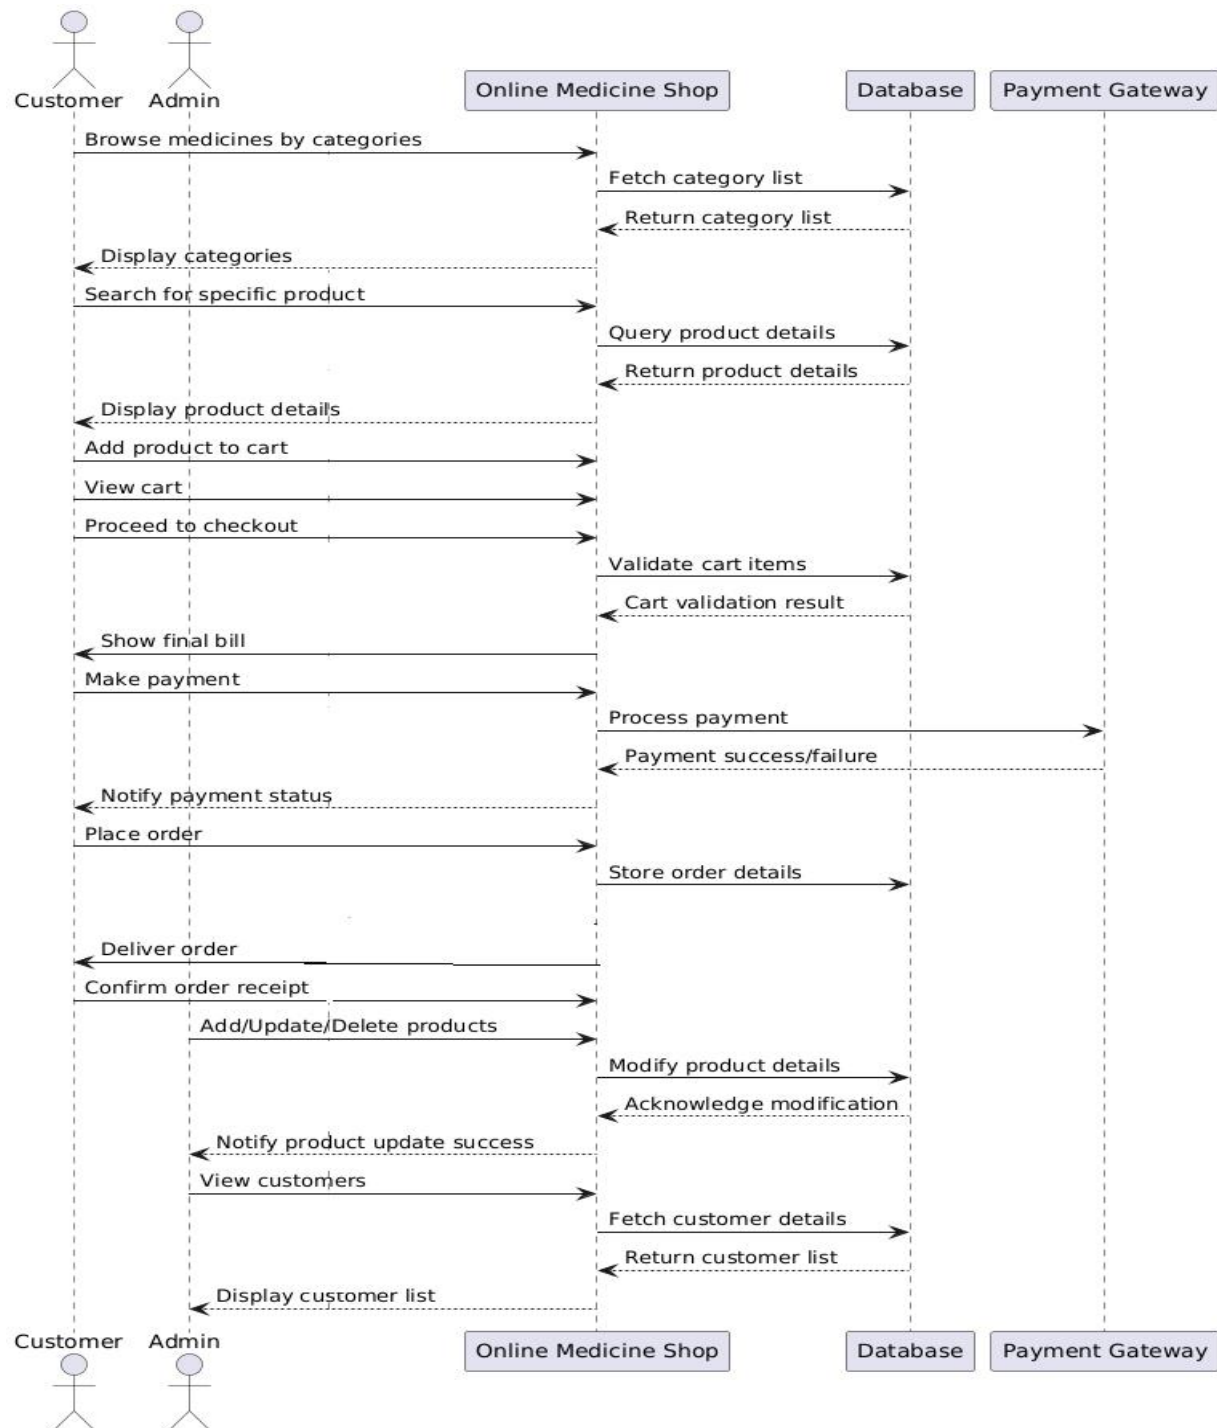 Customer Admin
Online Medicine Shop Database Payment Gateway
Browse medicines by categories
Fetch category list
Return category list
Display categories
Search for specific product
Query product details
Return product details
Display product details
Add product to cart
View cart
Proceed to checkout
Validate cart items
Cart validation result
Show final bill
Make payment
Process payment
Payment success/failure
Notify payment status
Place order
Store order details
Deliver order
Confirm order receipt
Add/Update/Delete products
Modify product details
Acknowledge modification
Notify product update success
View customers
Fetch customer details
Return customer list
Display customer list
Customer Admin
Online Medicine Shop Database Payment Gateway